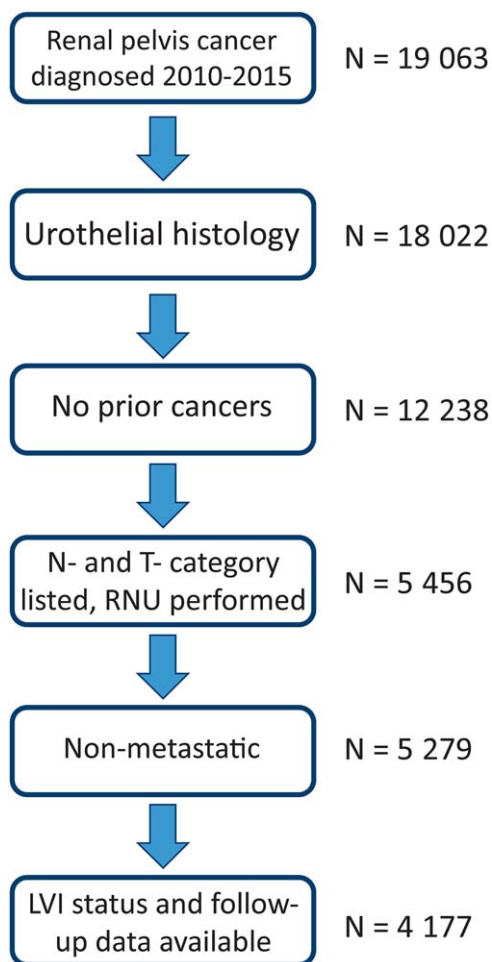 Renal pelvis cancer
diagnosed 2010-2015
N = 19 063
Urothelial histology
N = 18 022
No prior cancers
N = 12 238
N- and T- category
listed, RNU performed
N = 5 456
Non-metastatic
N = 5 279
LVI status and follow-
up data available
N = 4 177